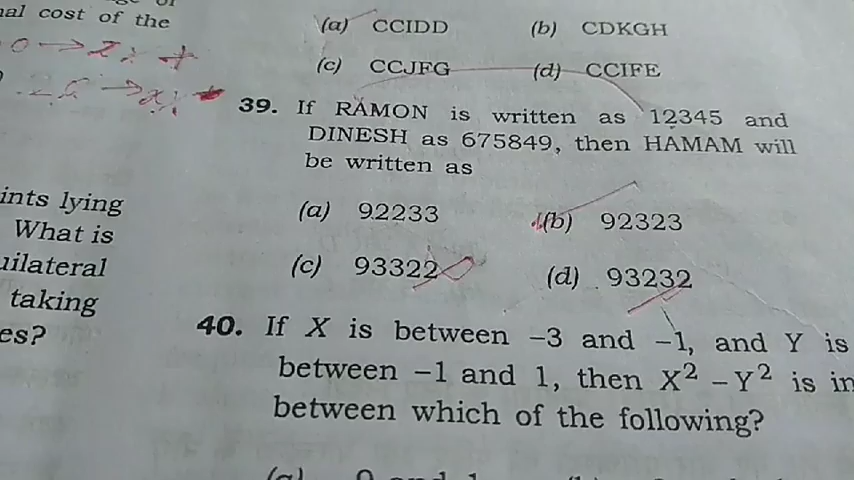 nal cost of the
ints lying
What is
uilateral
taking
es?
(a) CCIDD (b) CDKGH
(c) CCJFG (d) CCIFE
39. If RAMON is written as 12345 and
DINESH as 675849, then HAMAM will
be written as
(a) 92233 (b) 92323
(c) 93322 (d) 93232
40. If X is between –3 and –1, and Y is
between –1 and 1, then X² – Y² is in
between which of the following?